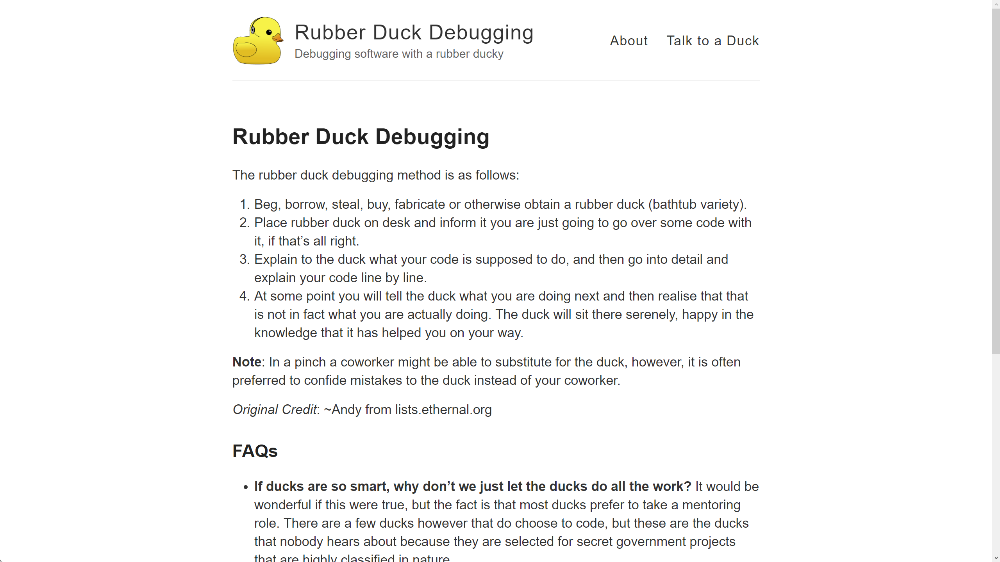 Rubber Duck Debugging
Debugging software with a rubber ducky
About
Talk to a Duck
Rubber Duck Debugging
The rubber duck debugging method is as follows:
1. Beg, borrow, steal, buy, fabricate or otherwise obtain a rubber duck (bathtub variety).
2. Place rubber duck on desk and inform it you are just going to go over some code with
it, if that’s all right.
3. Explain to the duck what your code is supposed to do, and then go into detail and
explain your code line by line.
4. At some point you will tell the duck what you are doing next and then realise that that
is not in fact what you are actually doing. The duck will sit there serenely, happy in the
knowledge that it has helped you on your way.
Note: In a pinch a coworker might be able to substitute for the duck, however, it is often
preferred to confide mistakes to the duck instead of your coworker.
Original Credit: ~Andy from lists.ethernal.org
FAQs
• If ducks are so smart, why don’t we just let the ducks do all the work? It would be
wonderful if this were true, but the fact is that most ducks prefer to take a mentoring
role. There are a few ducks however that do choose to code, but these are the ducks
that nobody hears about because they are selected for secret government projects
that are highly classified in nature.